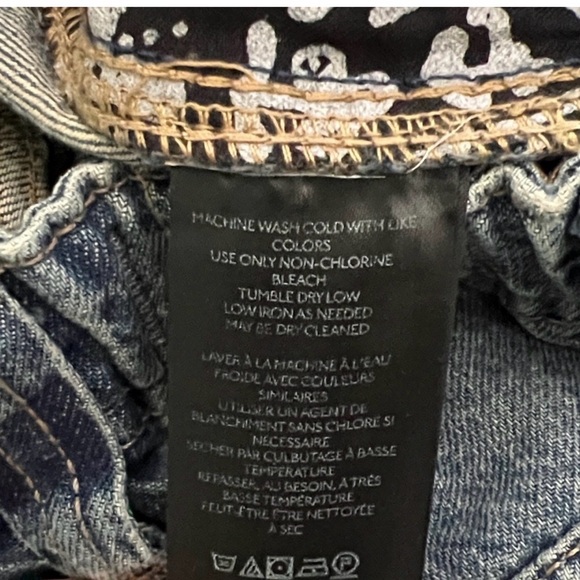 MACHINE WASH COLD WITH LIKE
COLORS
USE ONLY NON-CHLORINE
BLEACH
TUMBLE DRY LOW
LOW IRON AS NEEDED
MAY BE DRY CLEANED
LAVER À LA MACHINE À L'EAU
FROIDE AVEC COULEURS
SIMILAIRES
UTILISER UN AGENT DE
BLANCHIMENT SANS CHLORE SI
NECESSAIRE
SECHER PAR CULBUTAGE À BASSE
TEMPERATURE
REPASSER, AU BESOIN, À TRÈS
BASSE TEMPÉRATURE
PEUT-ÊTRE ÊTRE NETTOYÉE
À SEC